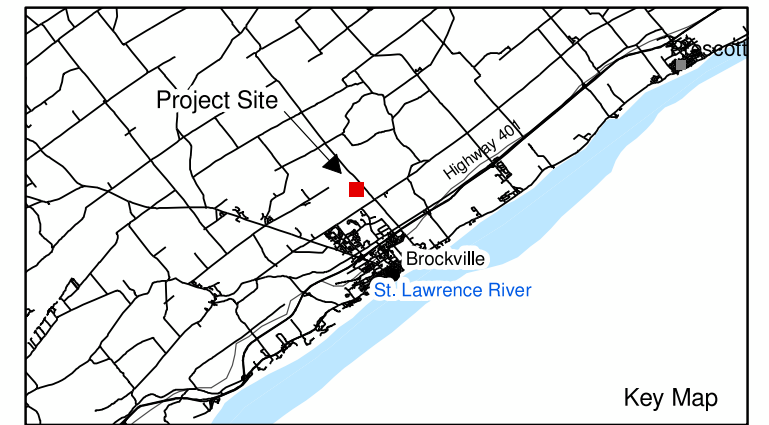 Prescott
Project Site
Highway 401
Brockville
St. Lawrence River
Key Map